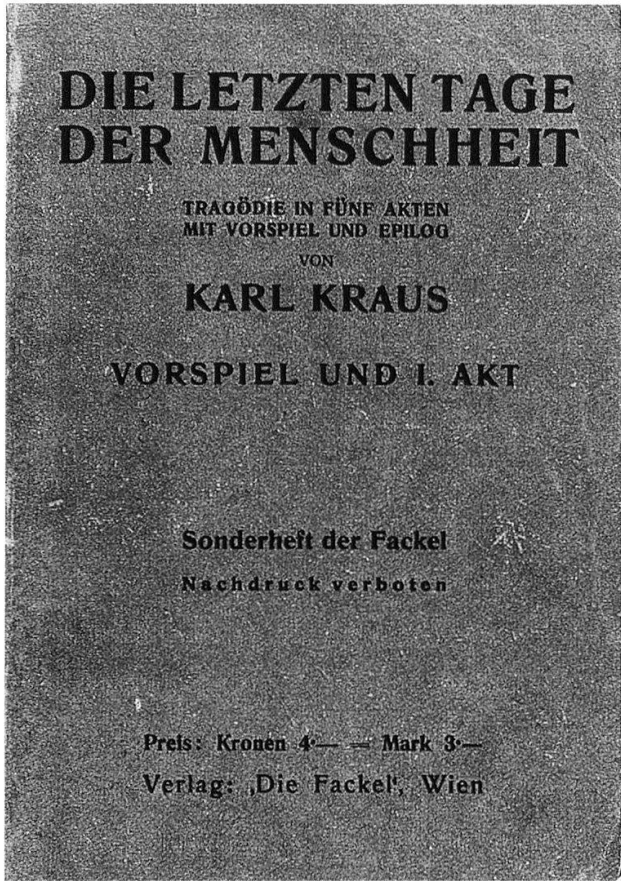 DIE LETZTEN TAGE
DER MENSCHHEIT
TRAGÖDIE IN FÜNF AKTEN
MIT VORSPIEL UND EPILOG
VON
KARL KRAUS
VORSPIEL UND I. AKT
Sonderheft der Fackel
Nachdruck verboten
Preis: Kronen 4·— = Mark 3·—
Verlag: ‚Die Fackel‘, Wien